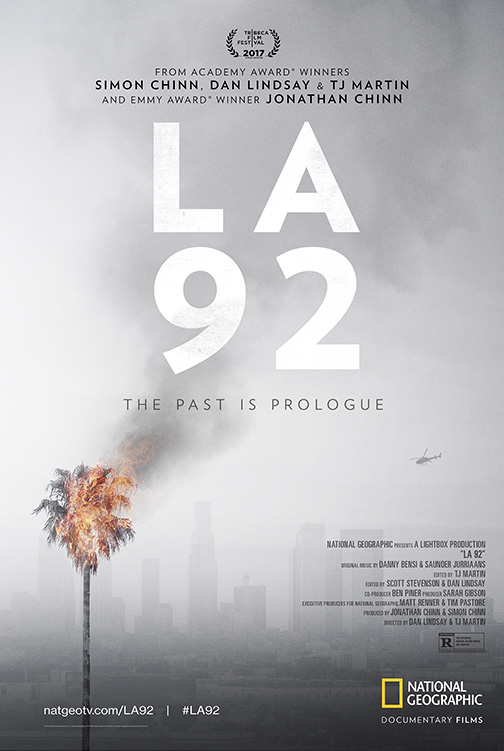 TRIBECA
FILM
FESTIVAL
2017
FROM ACADEMY AWARD® WINNERS
SIMON CHINN, DAN LINDSAY & TJ MARTIN
AND EMMY AWARD® WINNER JONATHAN CHINN
LA
92
THE PAST IS PROLOGUE
NATIONAL GEOGRAPHIC PRESENTS A LIGHTBOX PRODUCTION
"LA 92"
ORIGINAL MUSIC BY DANNY BENSI & SAUNDER JURRIAANS
EDITED BY TJ MARTIN
EDITED BY SCOTT STEVENSON & DAN LINDSAY
CO-PRODUCER BEN PINER PRODUCER SARAH GIBSON
EXECUTIVE PRODUCERS FOR NATIONAL GEOGRAPHIC MATT RENNER & TIM PASTORE
PRODUCED BY JONATHAN CHINN & SIMON CHINN
DIRECTED BY DAN LINDSAY & TJ MARTIN
R
natgeotv.com/LA92 | #LA92
NATIONAL
GEOGRAPHIC
DOCUMENTARY FILMS